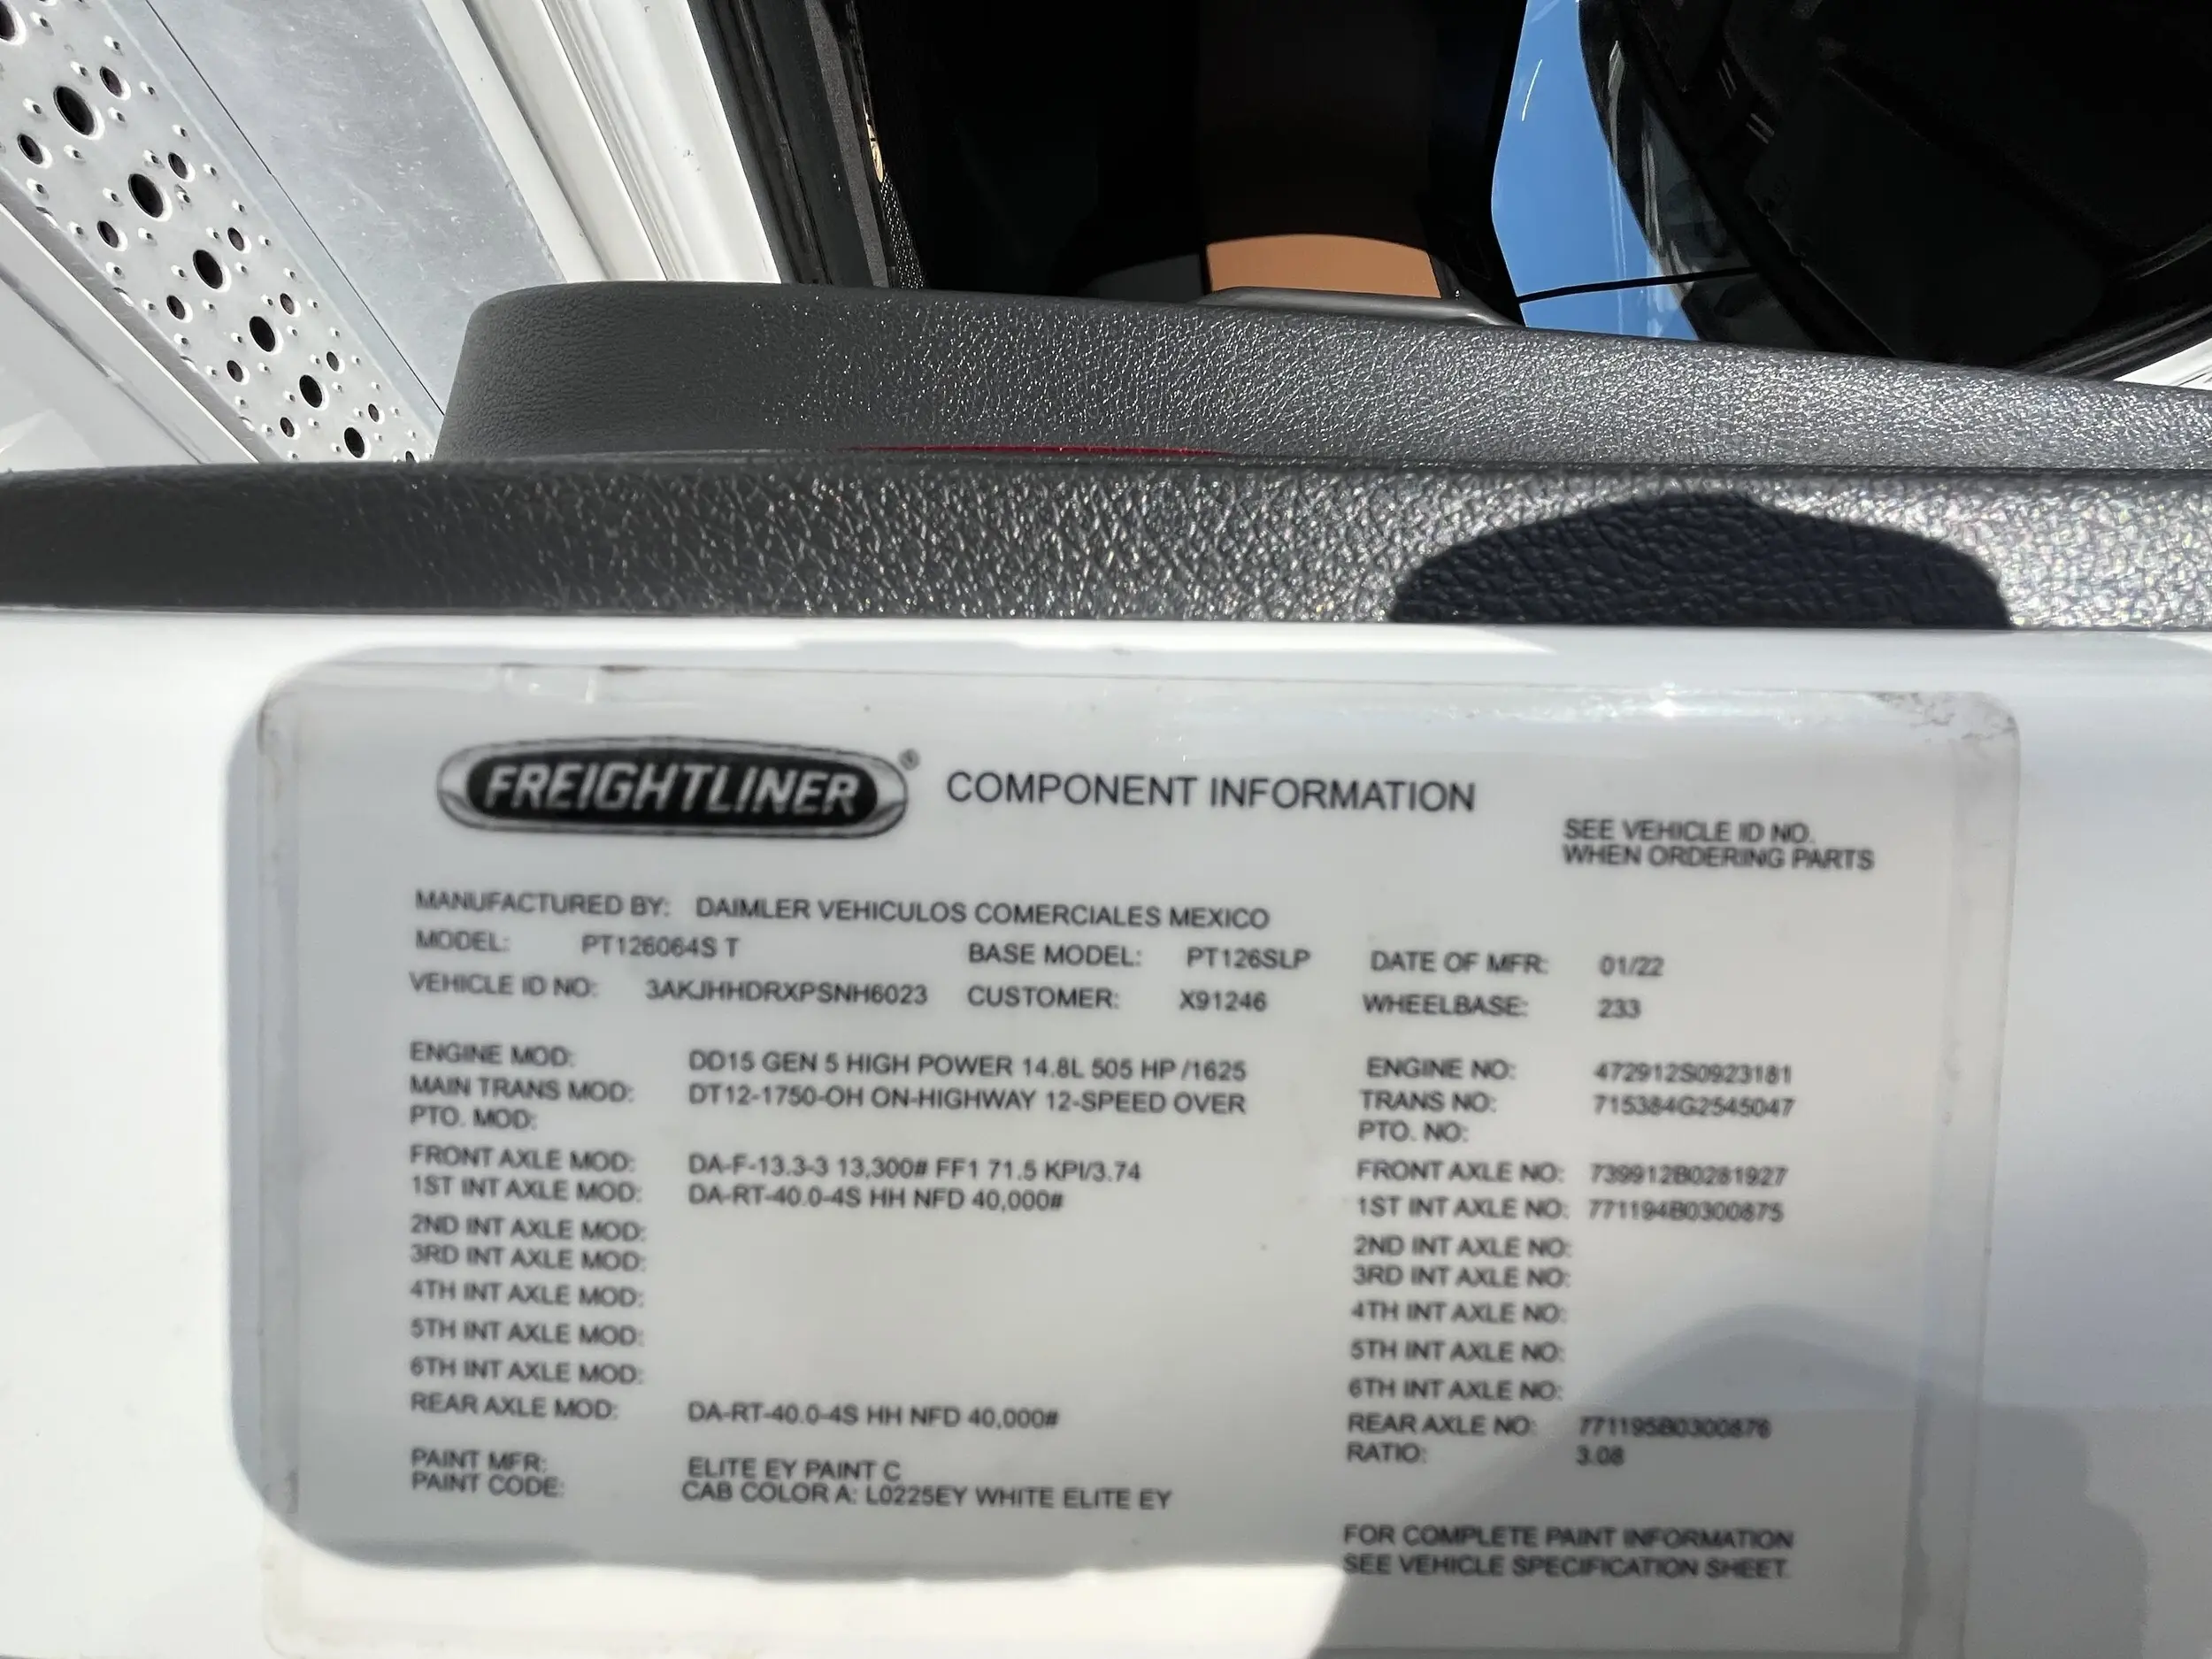 FREIGHTLINER® COMPONENT INFORMATION
SEE VEHICLE ID NO.
WHEN ORDERING PARTS
MANUFACTURED BY: DAIMLER VEHICULOS COMERCIALES MEXICO
MODEL: PT126064S T BASE MODEL: PT126SLP DATE OF MFR: 01/22
VEHICLE ID NO: 3AKJHHDRXPSNH6023 CUSTOMER: X91246 WHEELBASE: 233
ENGINE MOD: DD15 GEN 5 HIGH POWER 14.8L 505 HP /1625 ENGINE NO: 472912S0923181
MAIN TRANS MOD: DT12-1750-OH ON-HIGHWAY 12-SPEED OVER TRANS NO: 715384G2545047
PTO. MOD: PTO. NO:
FRONT AXLE MOD: DA-F-13.3-3 13,300# FF1 71.5 KPI/3.74 FRONT AXLE NO: 739912B0281927
1ST INT AXLE MOD: DA-RT-40.0-4S HH NFD 40,000# 1ST INT AXLE NO: 771194B0300875
2ND INT AXLE MOD: 2ND INT AXLE NO:
3RD INT AXLE MOD: 3RD INT AXLE NO:
4TH INT AXLE MOD: 4TH INT AXLE NO:
5TH INT AXLE MOD: 5TH INT AXLE NO:
6TH INT AXLE MOD: 6TH INT AXLE NO:
REAR AXLE MOD: DA-RT-40.0-4S HH NFD 40,000# REAR AXLE NO: 771195B0300876
RATIO: 3.08
PAINT MFR: ELITE EY PAINT C
PAINT CODE: CAB COLOR A: L0225EY WHITE ELITE EY
FOR COMPLETE PAINT INFORMATION
SEE VEHICLE SPECIFICATION SHEET.